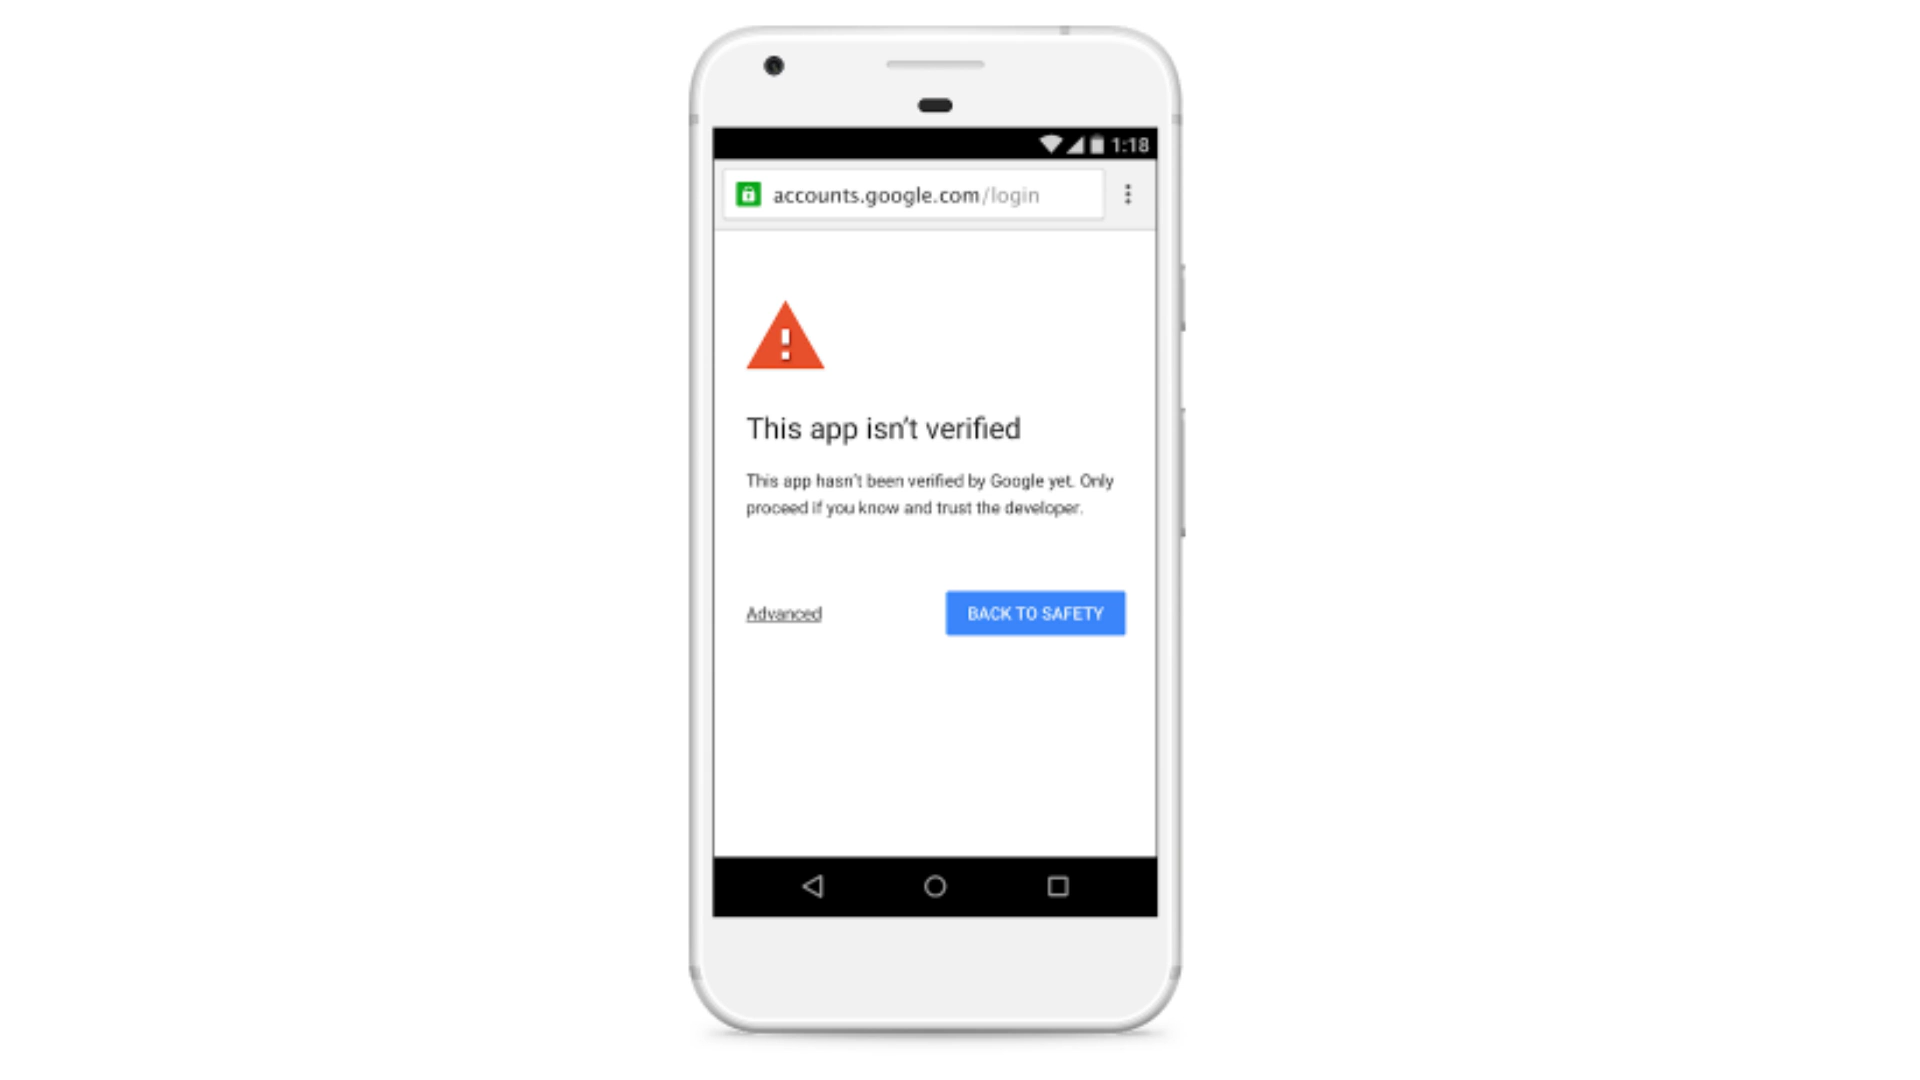 1:18
accounts.google.com/login
!
This app isn't verified
This app hasn't been verified by Google yet. Only
proceed if you know and trust the developer.
Advanced
BACK TO SAFETY